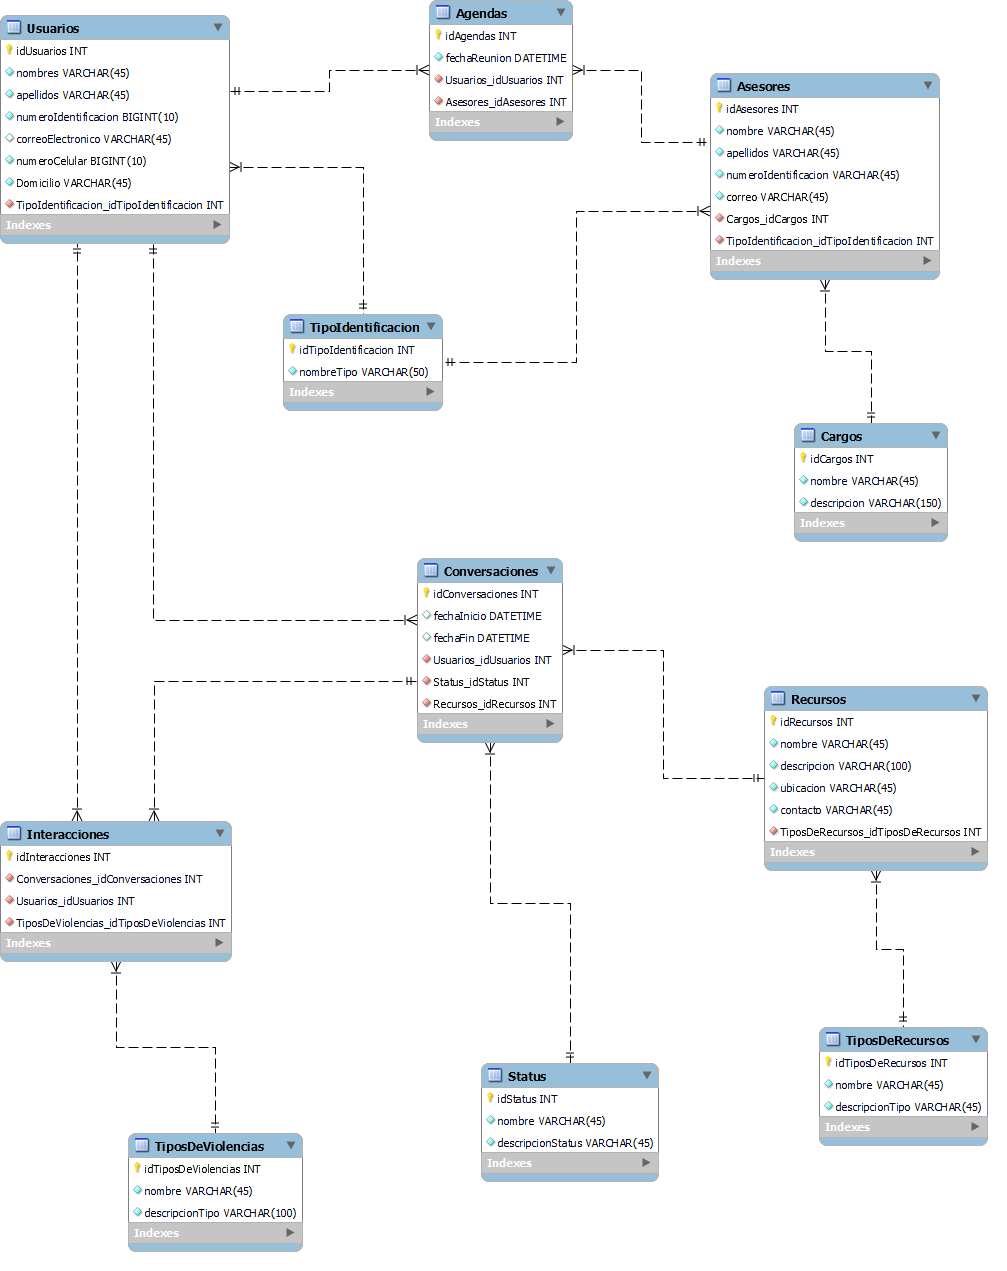 Usuarios
idUsuarios INT
nombres VARCHAR(45)
apellidos VARCHAR(45)
numeroIdentificacion BIGINT(10)
correoElectronico VARCHAR(45)
numeroCelular BIGINT(10)
Domicilio VARCHAR(45)
TipoIdentificacion_idTipoIdentificacion INT
Indexes
Agendas
idAgendas INT
fechaReunion DATETIME
Usuarios_idUsuarios INT
Asesores_idAsesores INT
Indexes
Asesores
idAsesores INT
nombre VARCHAR(45)
apellidos VARCHAR(45)
numeroIdentificacion VARCHAR(45)
correo VARCHAR(45)
Cargos_idCargos INT
TipoIdentificacion_idTipoIdentificacion INT
Indexes
TipoIdentificacion
idTipoIdentificacion INT
nombreTipo VARCHAR(50)
Indexes
Cargos
idCargos INT
nombre VARCHAR(45)
descripcion VARCHAR(150)
Indexes
Conversaciones
idConversaciones INT
fechaInicio DATETIME
fechaFin DATETIME
Usuarios_idUsuarios INT
Status_idStatus INT
Recursos_idRecursos INT
Indexes
Recursos
idRecursos INT
nombre VARCHAR(45)
descripcion VARCHAR(100)
ubicacion VARCHAR(45)
contacto VARCHAR(45)
TiposDeRecursos_idTiposDeRecursos INT
Indexes
Interacciones
idInteracciones INT
Conversaciones_idConversaciones INT
Usuarios_idUsuarios INT
TiposDeViolencias_idTiposDeViolencias INT
Indexes
TiposDeRecursos
idTiposDeRecursos INT
nombre VARCHAR(45)
descripcionTipo VARCHAR(45)
Indexes
Status
idStatus INT
nombre VARCHAR(45)
descripcionStatus VARCHAR(45)
Indexes
TiposDeViolencias
idTiposDeViolencias INT
nombre VARCHAR(45)
descripcionTipo VARCHAR(100)
Indexes